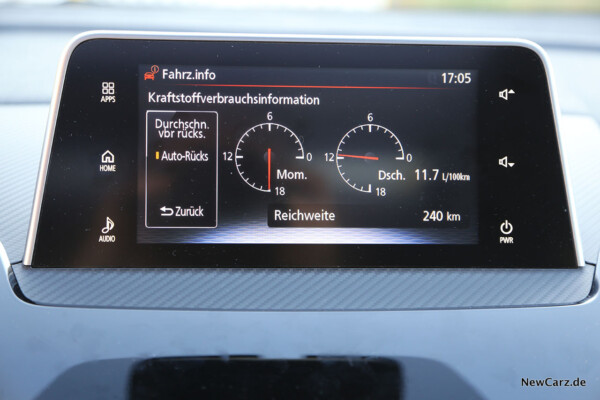 Fahrz.info
17:05
APPS
Kraftstoffverbrauchsinformation
Durchschn.
vbr rücks.
Auto-Rücks
Zurück
6
12 0
18
Mom.
6
12 0
18
Dsch. 11.7 L/100km
Reichweite 240 km
HOME
AUDIO
PWR
NewCarz.de